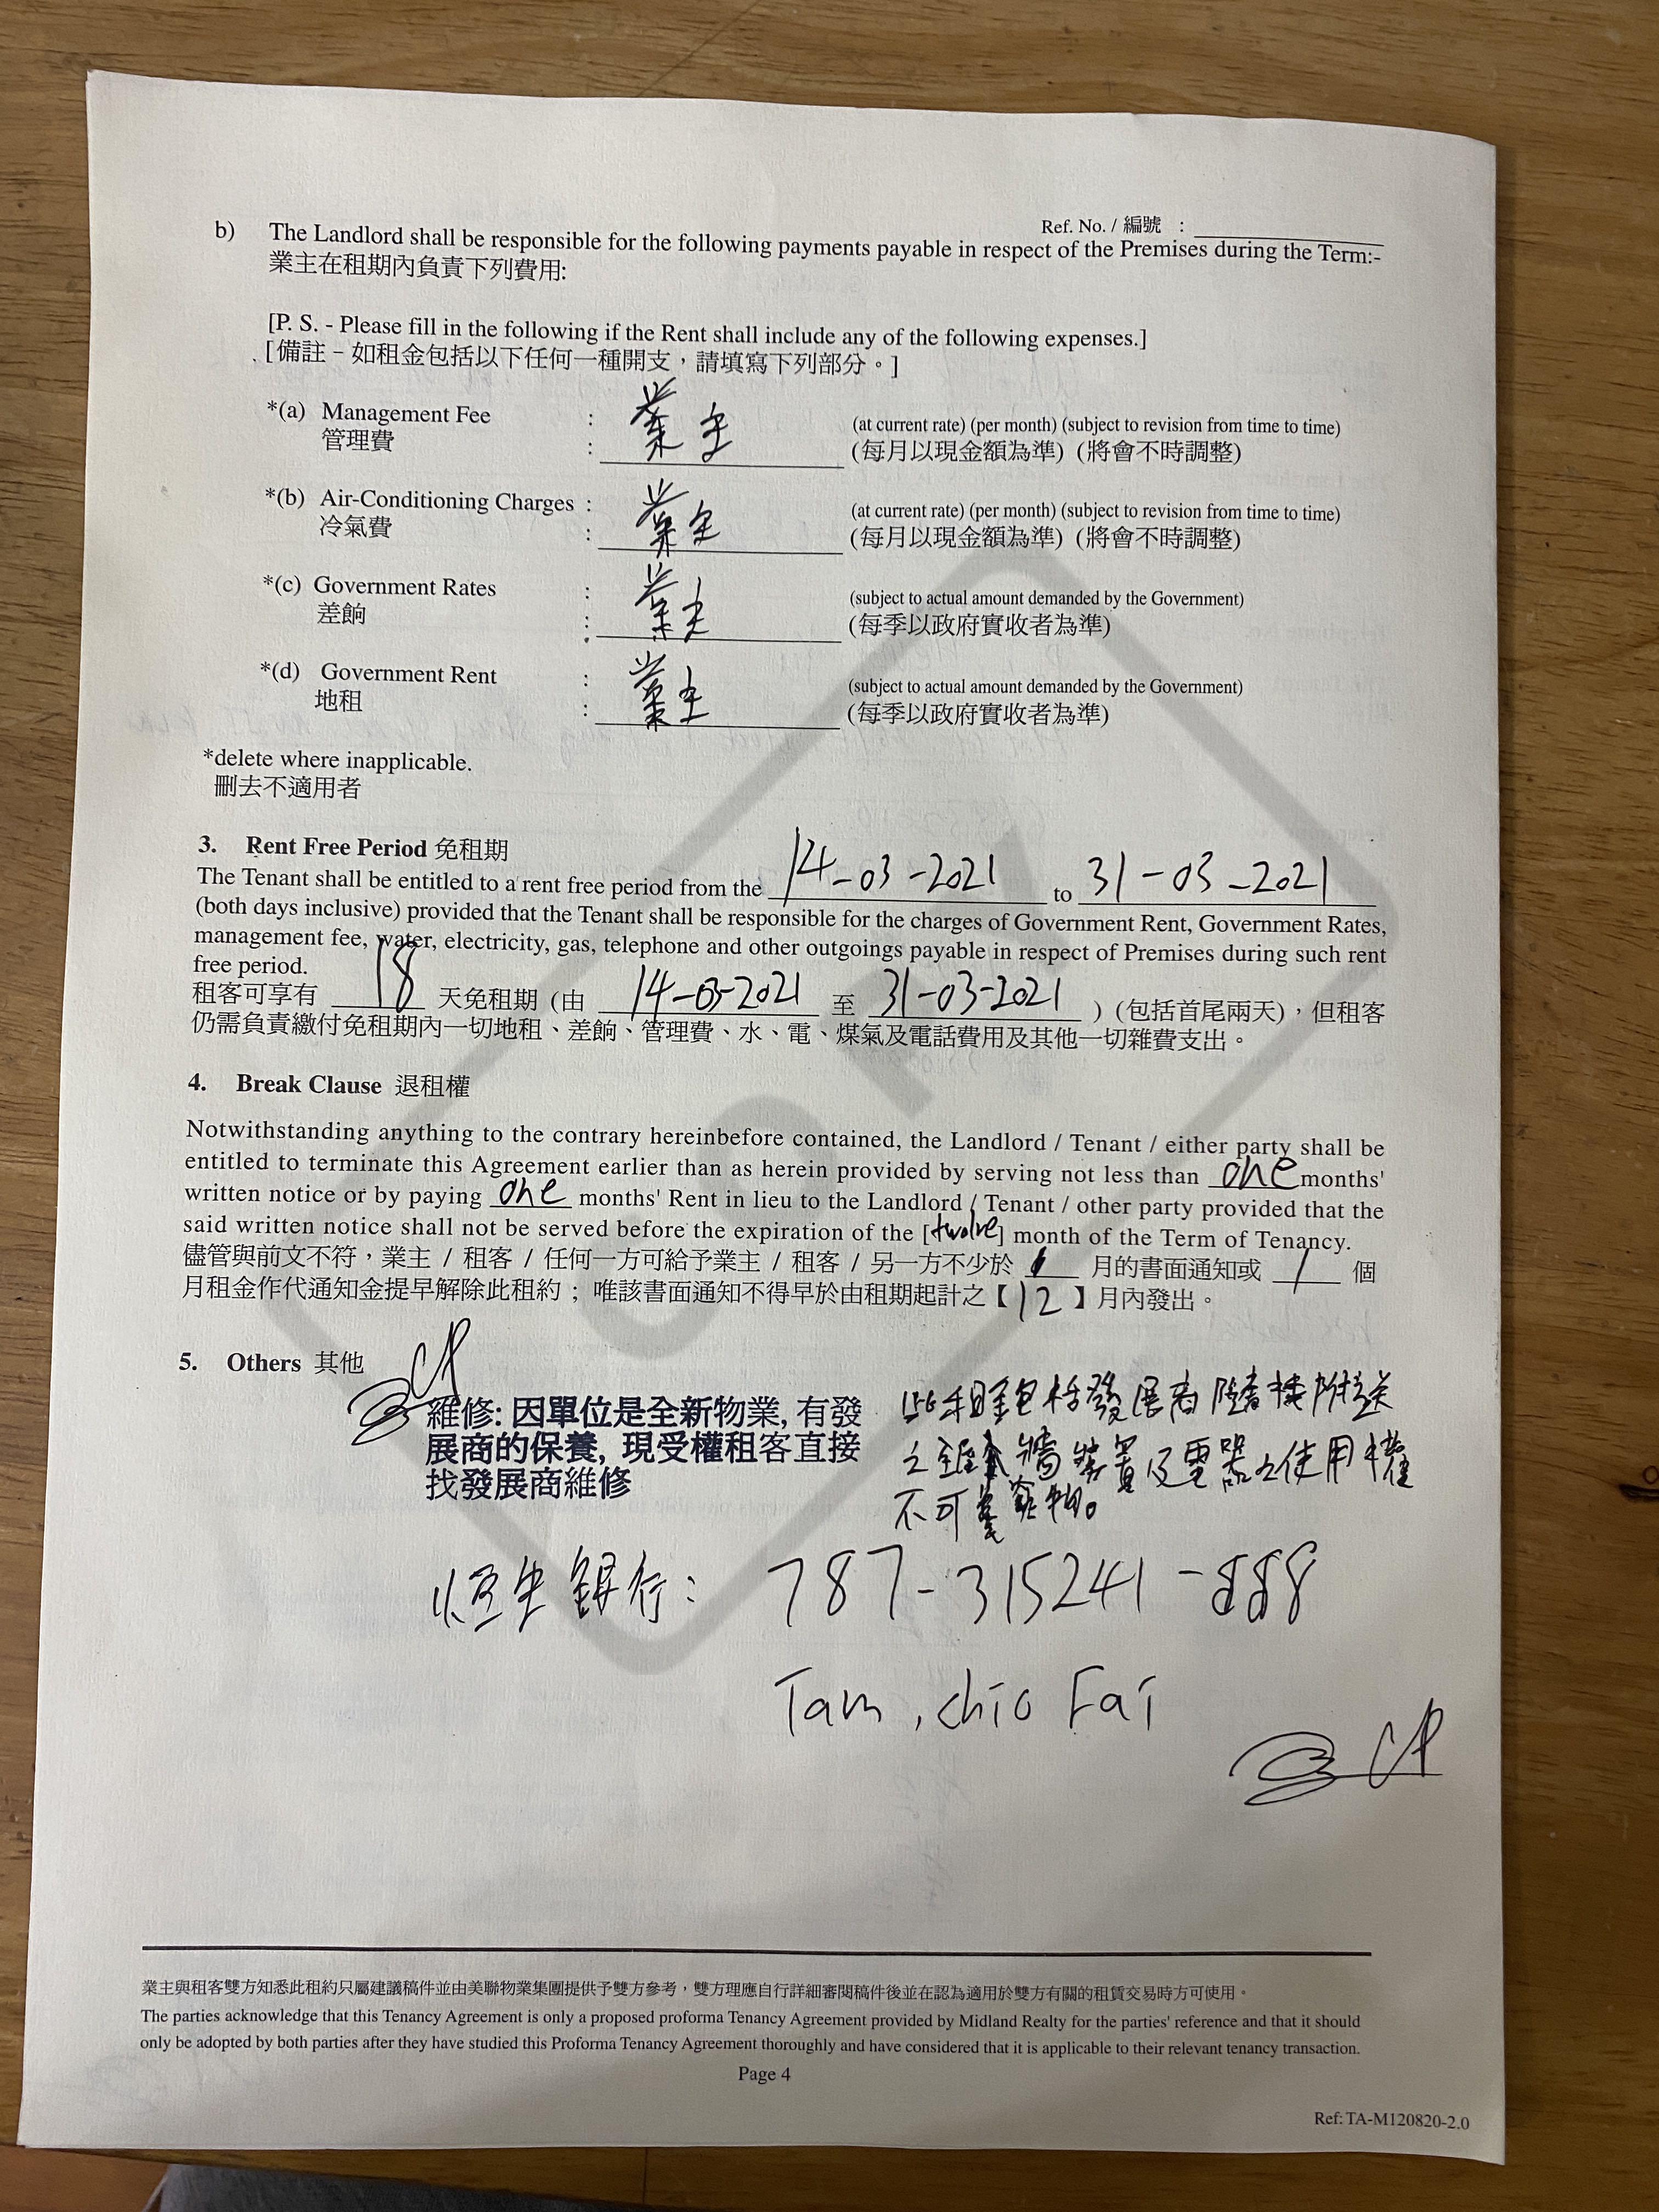 Ref. No. / 編號 :
b) The Landlord shall be responsible for the following payments payable in respect of the Premises during the Term:-
業主在租期內負責下列費用:
[P. S. - Please fill in the following if the Rent shall include any of the following expenses.]
[備註 - 如租金包括以下任何一種開支，請填寫下列部分。]
*(a) Management Fee : 業主 (at current rate) (per month) (subject to revision from time to time)
管理費 : (每月以現金額為準) (將會不時調整)
*(b) Air-Conditioning Charges : 業主 (at current rate) (per month) (subject to revision from time to time)
冷氣費 : (每月以現金額為準) (將會不時調整)
*(c) Government Rates : 業主 (subject to actual amount demanded by the Government)
差餉 : (每季以政府實收者為準)
*(d) Government Rent : 業主 (subject to actual amount demanded by the Government)
地租 : (每季以政府實收者為準)
*delete where inapplicable.
刪去不適用者
3. Rent Free Period 免租期
The Tenant shall be entitled to a rent free period from the 14-03-2021 to 31-03-2021
(both days inclusive) provided that the Tenant shall be responsible for the charges of Government Rent, Government Rates,
management fee, water, electricity, gas, telephone and other outgoings payable in respect of Premises during such rent
free period.
租客可享有 18 天免租期 (由 14-03-2021 至 31-03-2021 ) (包括首尾兩天)，但租客
仍需負責繳付免租期內一切地租、差餉、管理費、水、電、煤氣及電話費用及其他一切雜費支出。
4. Break Clause 退租權
Notwithstanding anything to the contrary hereinbefore contained, the Landlord / Tenant / either party shall be
entitled to terminate this Agreement earlier than as herein provided by serving not less than one months'
written notice or by paying one months' Rent in lieu to the Landlord / Tenant / other party provided that the
said written notice shall not be served before the expiration of the [twolve] month of the Term of Tenancy.
儘管與前文不符，業主 / 租客 / 任何一方可給予業主 / 租客 / 另一方不少於 1 月的書面通知或 1 個
月租金作代通知金提早解除此租約；唯該書面通知不得早於由租期起計之【12】月內發出。
5. Others 其他
維修: 因單位是全新物業, 有發
展商的保養, 現受權租客直接
找發展商維修
此租金包括發展商隨樓附送
之裝置及電器之使用權
不可
恒生銀行: 787-315241-888
Tam, chio Fai
業主與租客雙方知悉此租約只屬建議稿件並由美聯物業集團提供予雙方參考，雙方理應自行詳細審閱稿件後並在認為適用於雙方有關的租賃交易時方可使用。
The parties acknowledge that this Tenancy Agreement is only a proposed proforma Tenancy Agreement provided by Midland Realty for the parties' reference and that it should
only be adopted by both parties after they have studied this Proforma Tenancy Agreement thoroughly and have considered that it is applicable to their relevant tenancy transaction.
Page 4
Ref: TA-M120820-2.0